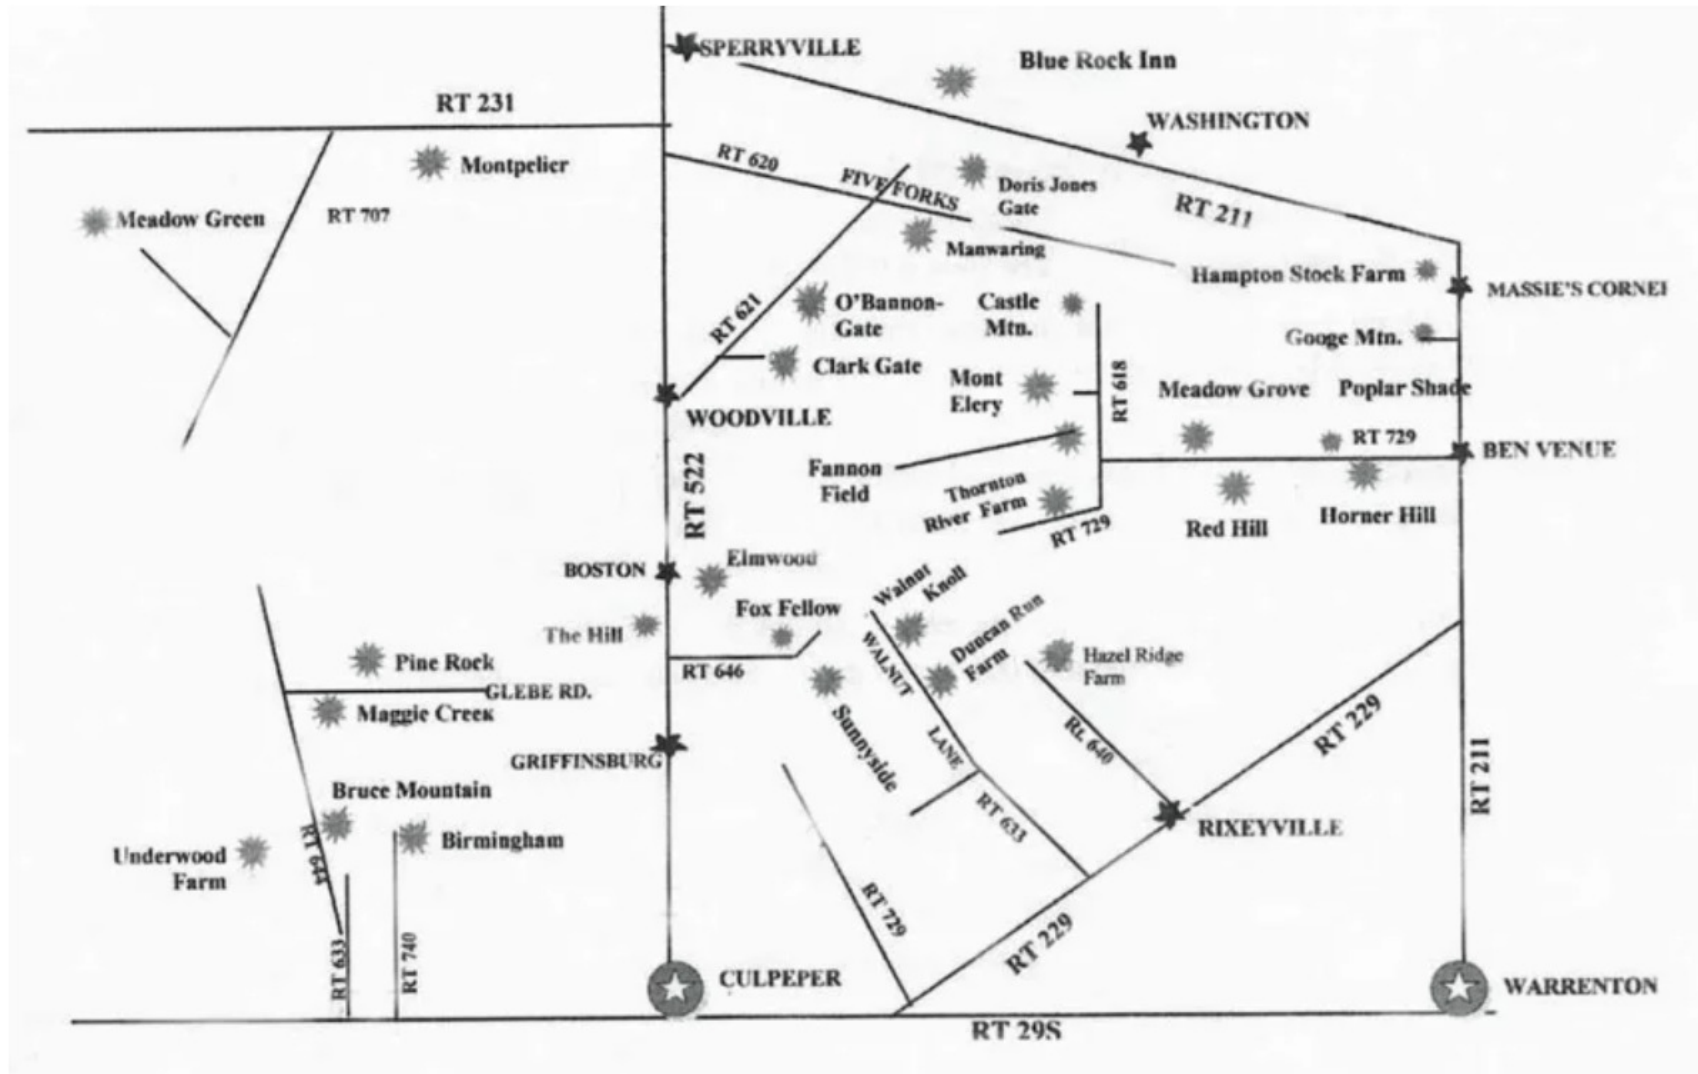 SPERRYVILLE
Blue Rock Inn
RT 231
WASHINGTON
Montpelier
RT 620
FIVE FORKS
Doris Jones
Gate
Meadow Green
RT 707
RT 211
Manwaring
Hampton Stock Farm
MASSIE'S CORNEI
O'Bannon-
Gate
Castle
Mtn.
RT 621
Googe Mtn.
Clark Gate
Mont
Elery
RT 618
Meadow Grove
Poplar Shade
WOODVILLE
RT 729
BEN VENUE
Fannon
Field
RT 522
Thornton
River Farm
RT 729
Red Hill
Horner Hill
BOSTON
Elmwood
Walnut
Knoll
Fox Fellow
The Hill
Duncan Run
Farm
Pine Rock
RT 646
WALNUT
LANE
Hazel Ridge
Farm
GLEBE RD.
Maggie Creek
Sunnyside
RT 229
Rt. 640
GRIFFINSBURG
RT 211
Bruce Mountain
RT 633
RIXEYVILLE
Birmingham
Underwood
Farm
RT 644
RT 729
RT 229
RT 633
RT 740
CULPEPER
WARRENTON
RT 29S